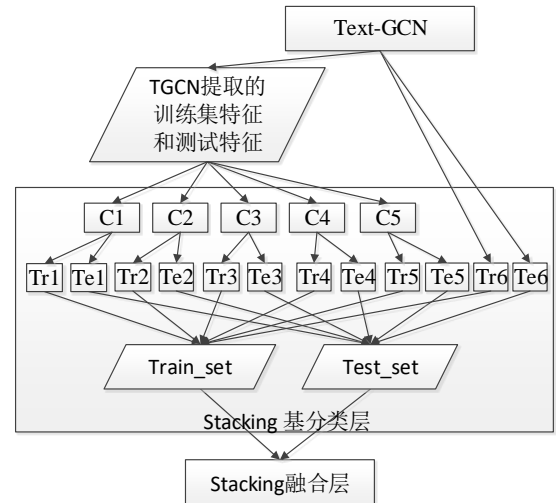 Text-GCN
TGCN提取的
训练集特征
和测试特征
C1 C2 C3 C4 C5
Tr1 Te1 Tr2 Te2 Tr3 Te3 Tr4 Te4 Tr5 Te5 Tr6 Te6
Train_set Test_set
Stacking 基分类层
Stacking融合层